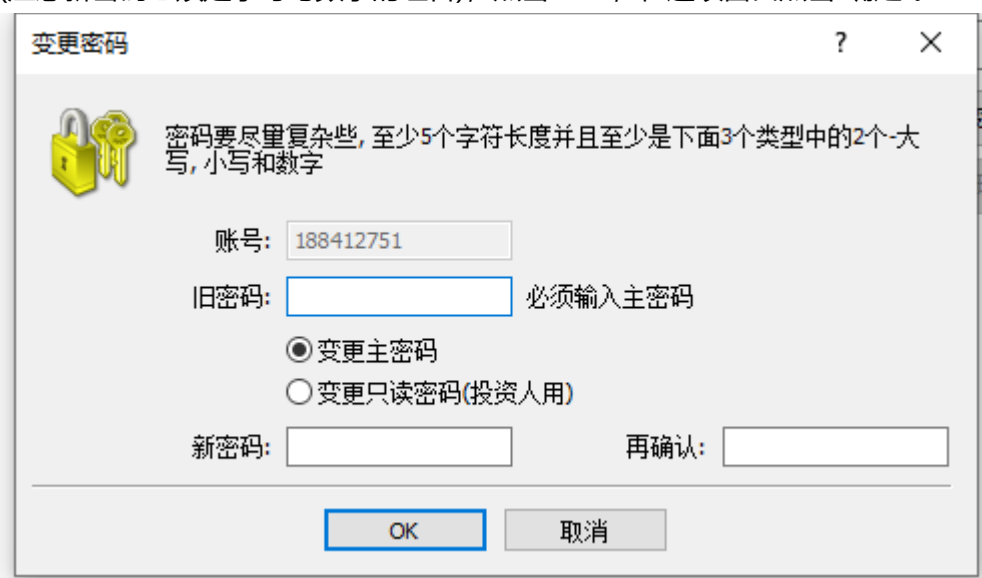 变更密码 ? ×
密码要尽里复杂些, 至少5个字符长度并且至少是下面3个类型中的2个-大
写, 小写和数字
账号: 188412751
旧密码: 必须输入主密码
变更主密码
变更只读密码(投资人用)
新密码: 再确认:
OK 取消